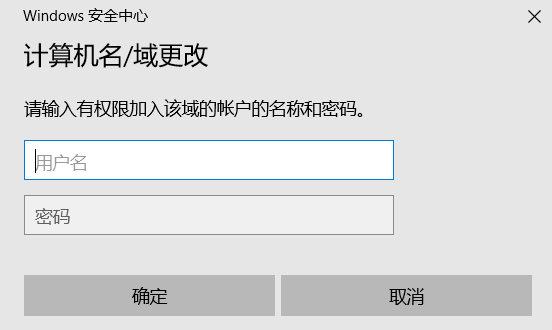 Windows 安全中心
计算机名/域更改
请输入有权限加入该域的帐户的名称和密码。
用户名
密码
确定
取消